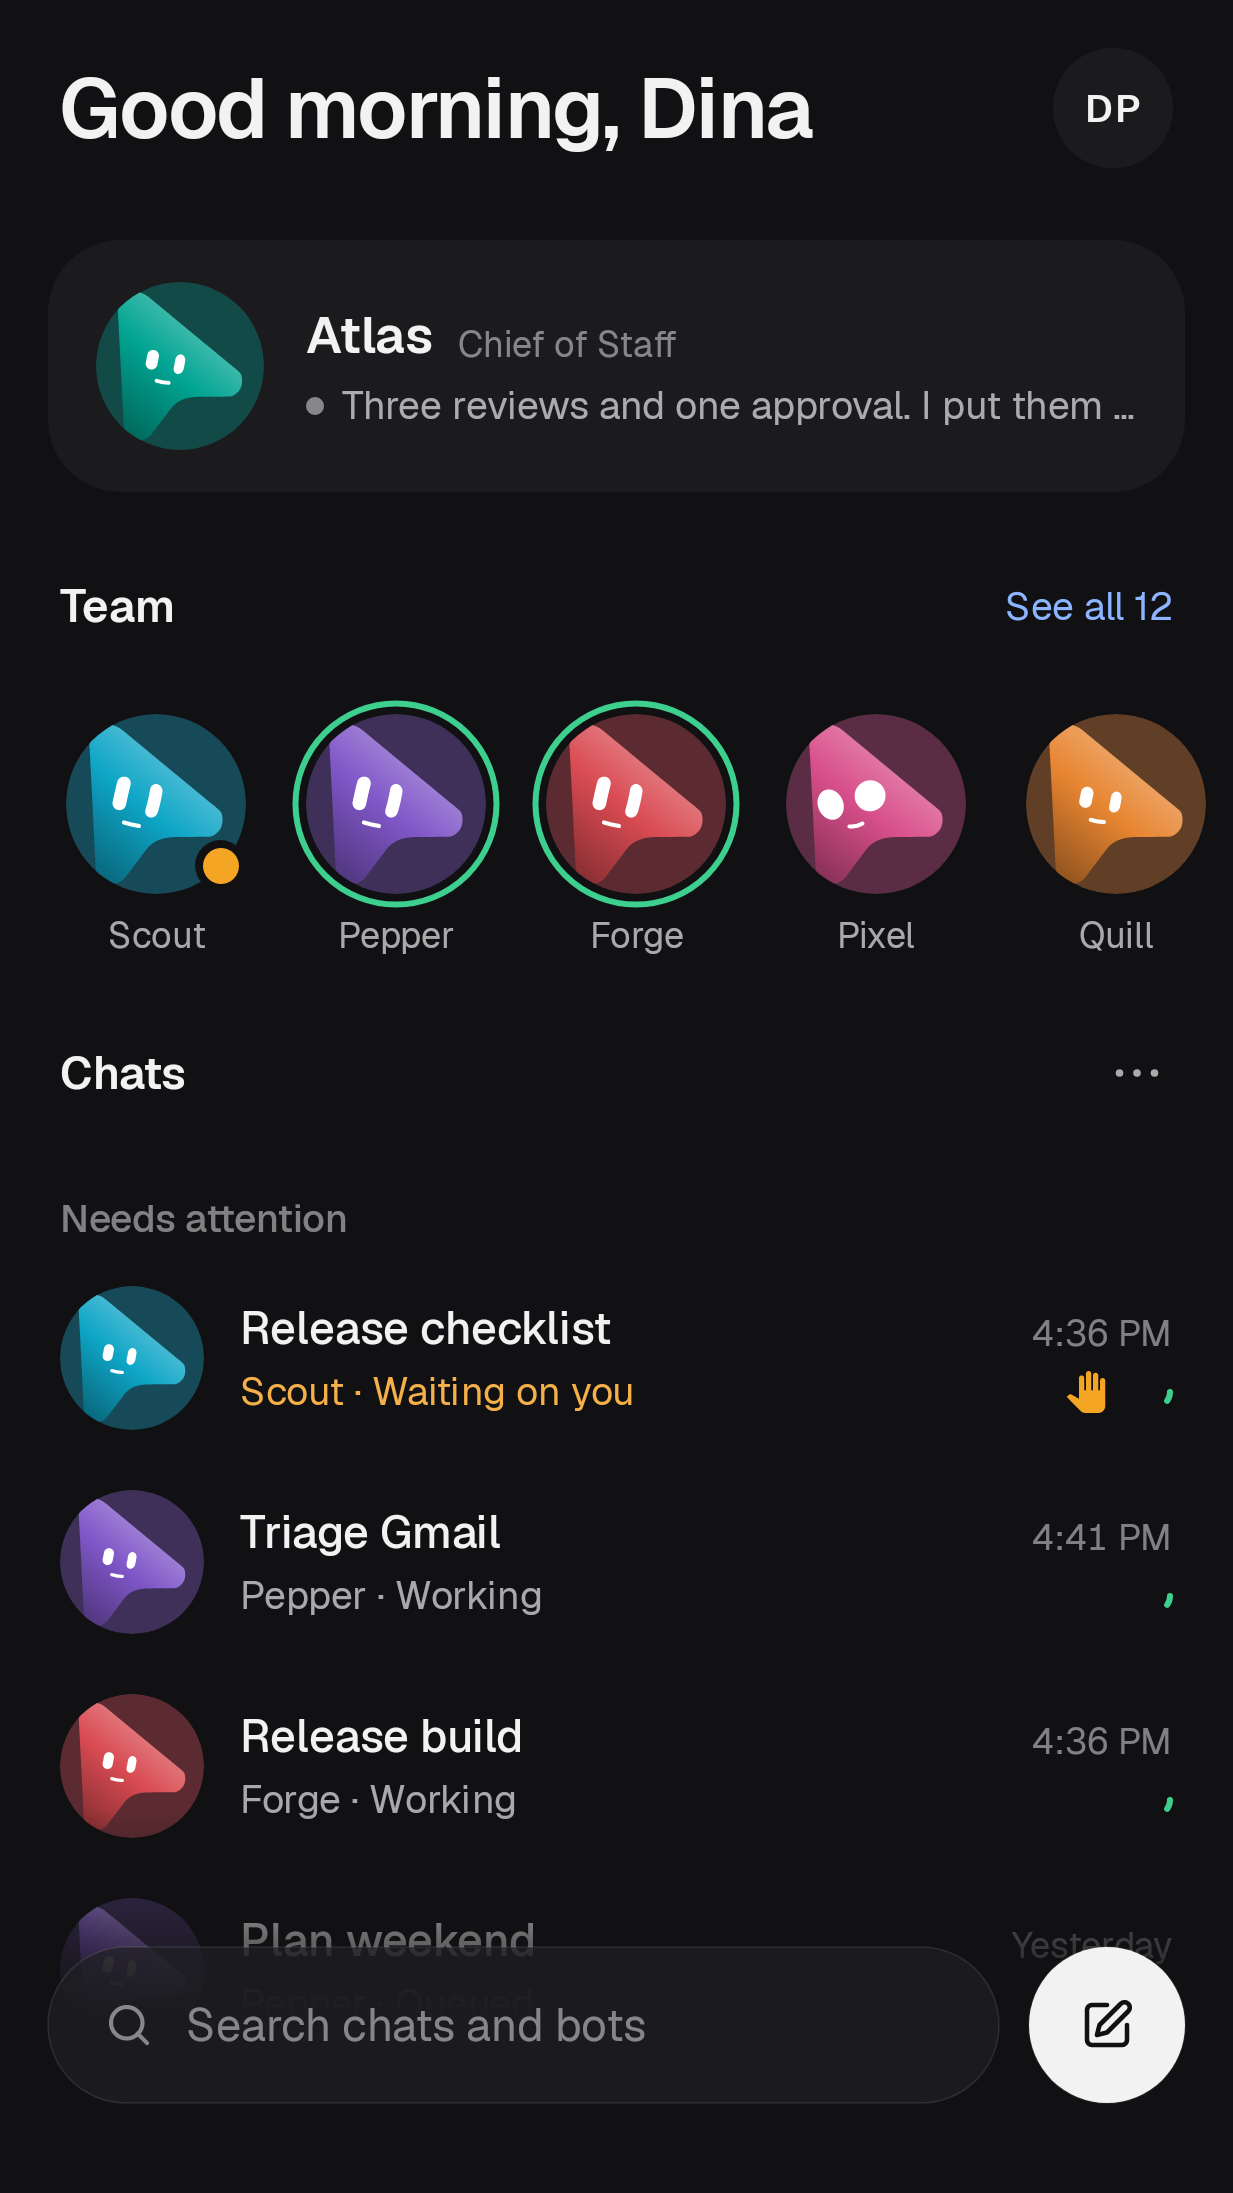 Good morning, Dina
DP
Atlas Chief of Staff
Three reviews and one approval. I put them ...
Team
See all 12
Scout
Pepper
Forge
Pixel
Quill
Chats
Needs attention
Release checklist
4:36 PM
Scout · Waiting on you
Triage Gmail
4:41 PM
Pepper · Working
Release build
4:36 PM
Forge · Working
Plan weekend
Yesterday
Pepper · Queued
Search chats and bots